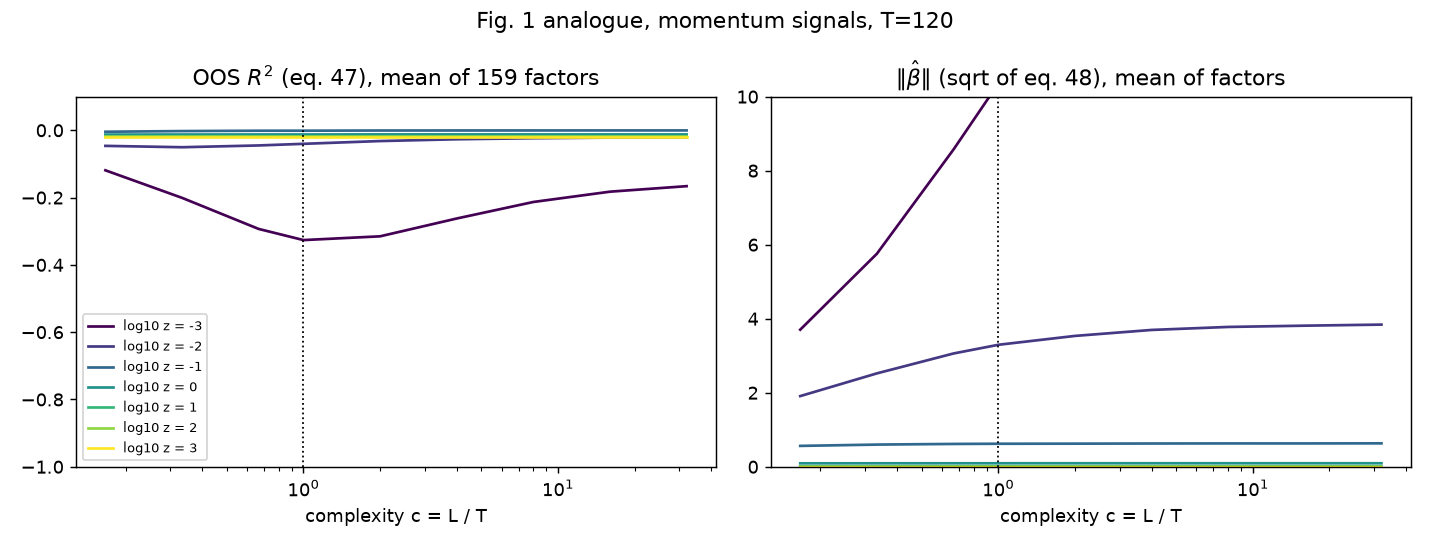 Fig. 1 analogue, momentum signals, T=120
OOS R² (eq. 47), mean of 159 factors
0.0
−0.2
−0.4
−0.6
−0.8
−1.0
log10 z = -3
log10 z = -2
log10 z = -1
log10 z = 0
log10 z = 1
log10 z = 2
log10 z = 3
10⁰
10¹
complexity c = L / T
‖β̂‖ (sqrt of eq. 48), mean of factors
10
8
6
4
2
0
10⁰
10¹
complexity c = L / T